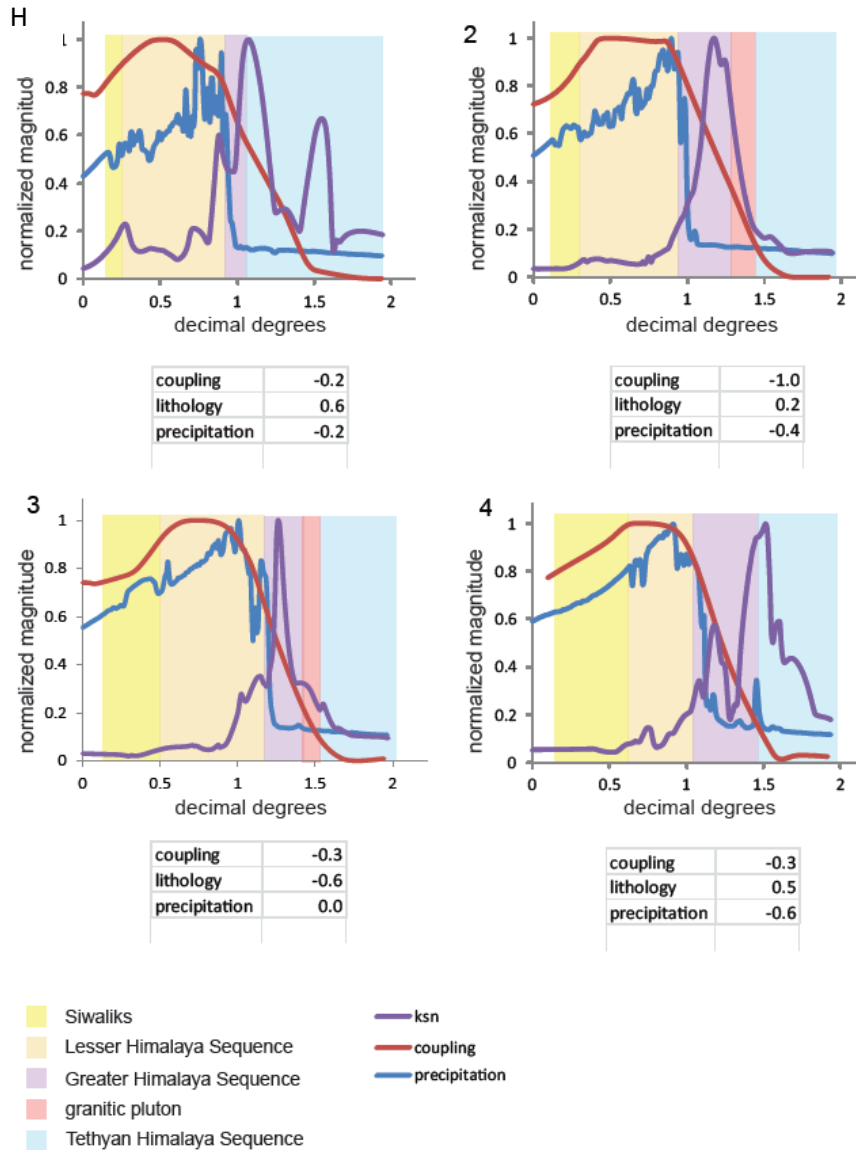 H
normalized magnitud
1
0.8
0.6
0.4
0.2
0
0 0.5 1 1.5 2
decimal degrees
coupling -0.2
lithology 0.6
precipitation -0.2
2
normalized magnitude
1
0.8
0.6
0.4
0.2
0
0 0.5 1 1.5 2
decimal degrees
coupling -1.0
lithology 0.2
precipitation -0.4
3
normalized magnitude
1
0.8
0.6
0.4
0.2
0
0 0.5 1 1.5 2
decimal degrees
coupling -0.3
lithology -0.6
precipitation 0.0
4
normalized magnitude
1
0.8
0.6
0.4
0.2
0
0 0.5 1 1.5 2
decimal degrees
coupling -0.3
lithology 0.5
precipitation -0.6
Siwaliks
Lesser Himalaya Sequence
Greater Himalaya Sequence
granitic pluton
Tethyan Himalaya Sequence
ksn
coupling
precipitation